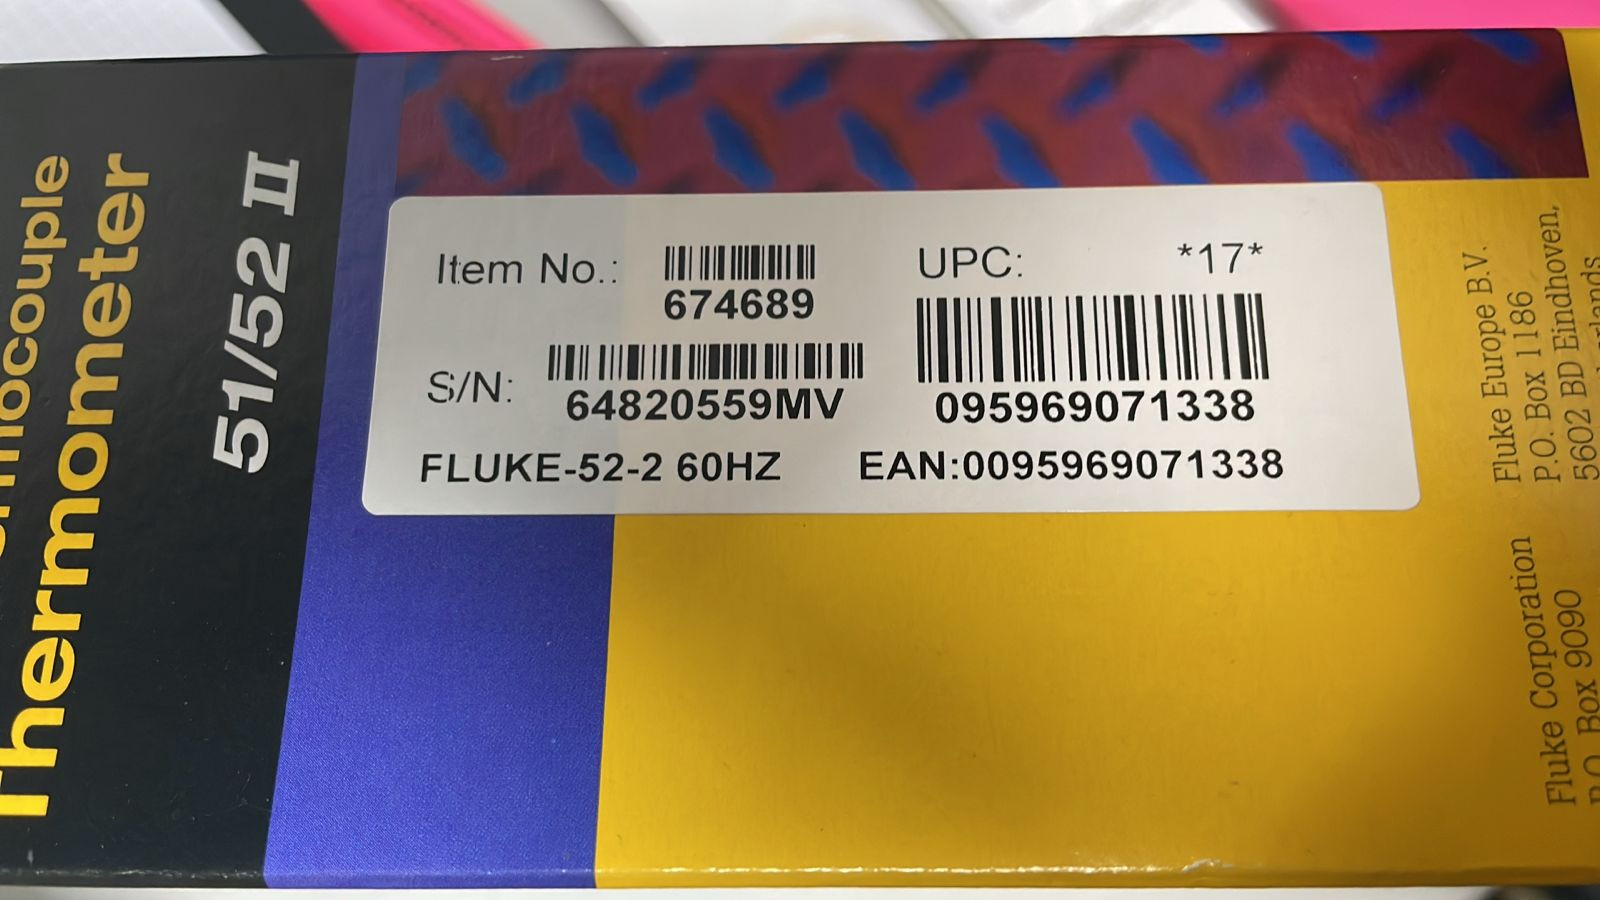 Thermometer
51/52 II
Item No.:
674689
S/N:
64820559MV
FLUKE-52-2 60HZ
UPC: *17*
095969071338
EAN:0095969071338
Fluke Europe B.V.
P.O. Box 1186
5602 BD Eindhoven,
Fluke Corporation
P.O. Box 9090